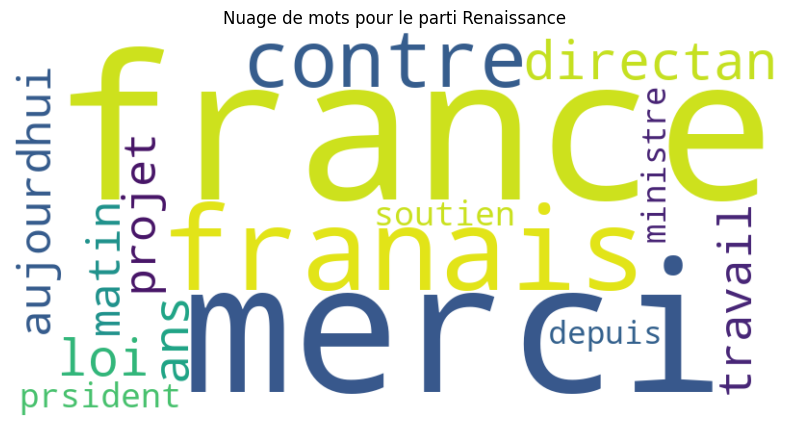 Nuage de mots pour le parti Renaissance
contre
directan
france
aujourdhui
projet
matin
ministre
soutien
franais
travail
merci
depuis
ans
loi
prsident